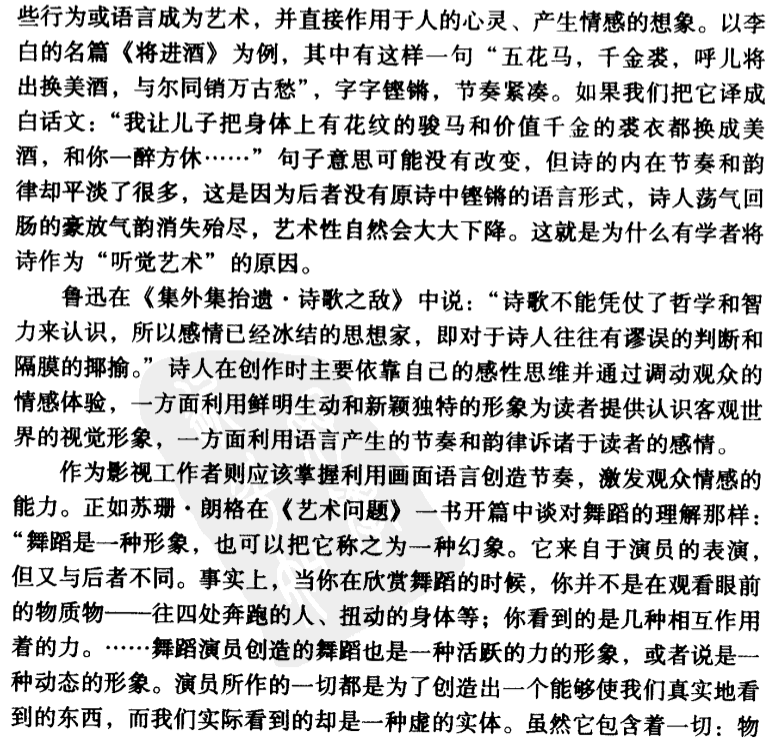 些行为或语言成为艺术，并直接作用于人的心灵、产生情感的想象。以李
白的名篇《将进酒》为例，其中有这样一句“五花马，千金裘，呼儿将
出换美酒，与尔同销万古愁”，字字铿锵，节奏紧凑。如果我们把它译成
白话文：“我让儿子把身体上有花纹的骏马和价值千金的裘衣都换成美
酒，和你一醉方休……”句子意思可能没有改变，但诗的内在节奏和韵
律却平淡了很多，这是因为后者没有原诗中铿锵的语言形式，诗人荡气回
肠的豪放气韵消失殆尽，艺术性自然会大大下降。这就是为什么有学者将
诗作为“听觉艺术”的原因。
鲁迅在《集外集拾遗·诗歌之敌》中说：“诗歌不能凭仗了哲学和智
力来认识，所以感情已经冰结的思想家，即对于诗人往往有谬误的判断和
隔膜的揶揄。”诗人在创作时主要依靠自己的感性思维并通过调动观众的
情感体验，一方面利用鲜明生动和新颖独特的形象为读者提供认识客观世
界的视觉形象，一方面利用语言产生的节奏和韵律诉诸于读者的感情。
作为影视工作者则应该掌握利用画面语言创造节奏，激发观众情感的
能力。正如苏珊·朗格在《艺术问题》一书开篇中谈对舞蹈的理解那样：
“舞蹈是一种形象，也可以把它称之为一种幻象。它来自于演员的表演，
但又与后者不同。事实上，当你在欣赏舞蹈的时候，你并不是在观看眼前
的物质物——往四处奔跑的人、扭动的身体等；你看到的是几种相互作用
着的力。……舞蹈演员创造的舞蹈也是一种活跃的力的形象，或者说是一
种动态的形象。演员所作的一切都是为了创造出一个能够使我们真实地看
到的东西，而我们实际看到的却是一种虚的实体。虽然它包含着一切：物